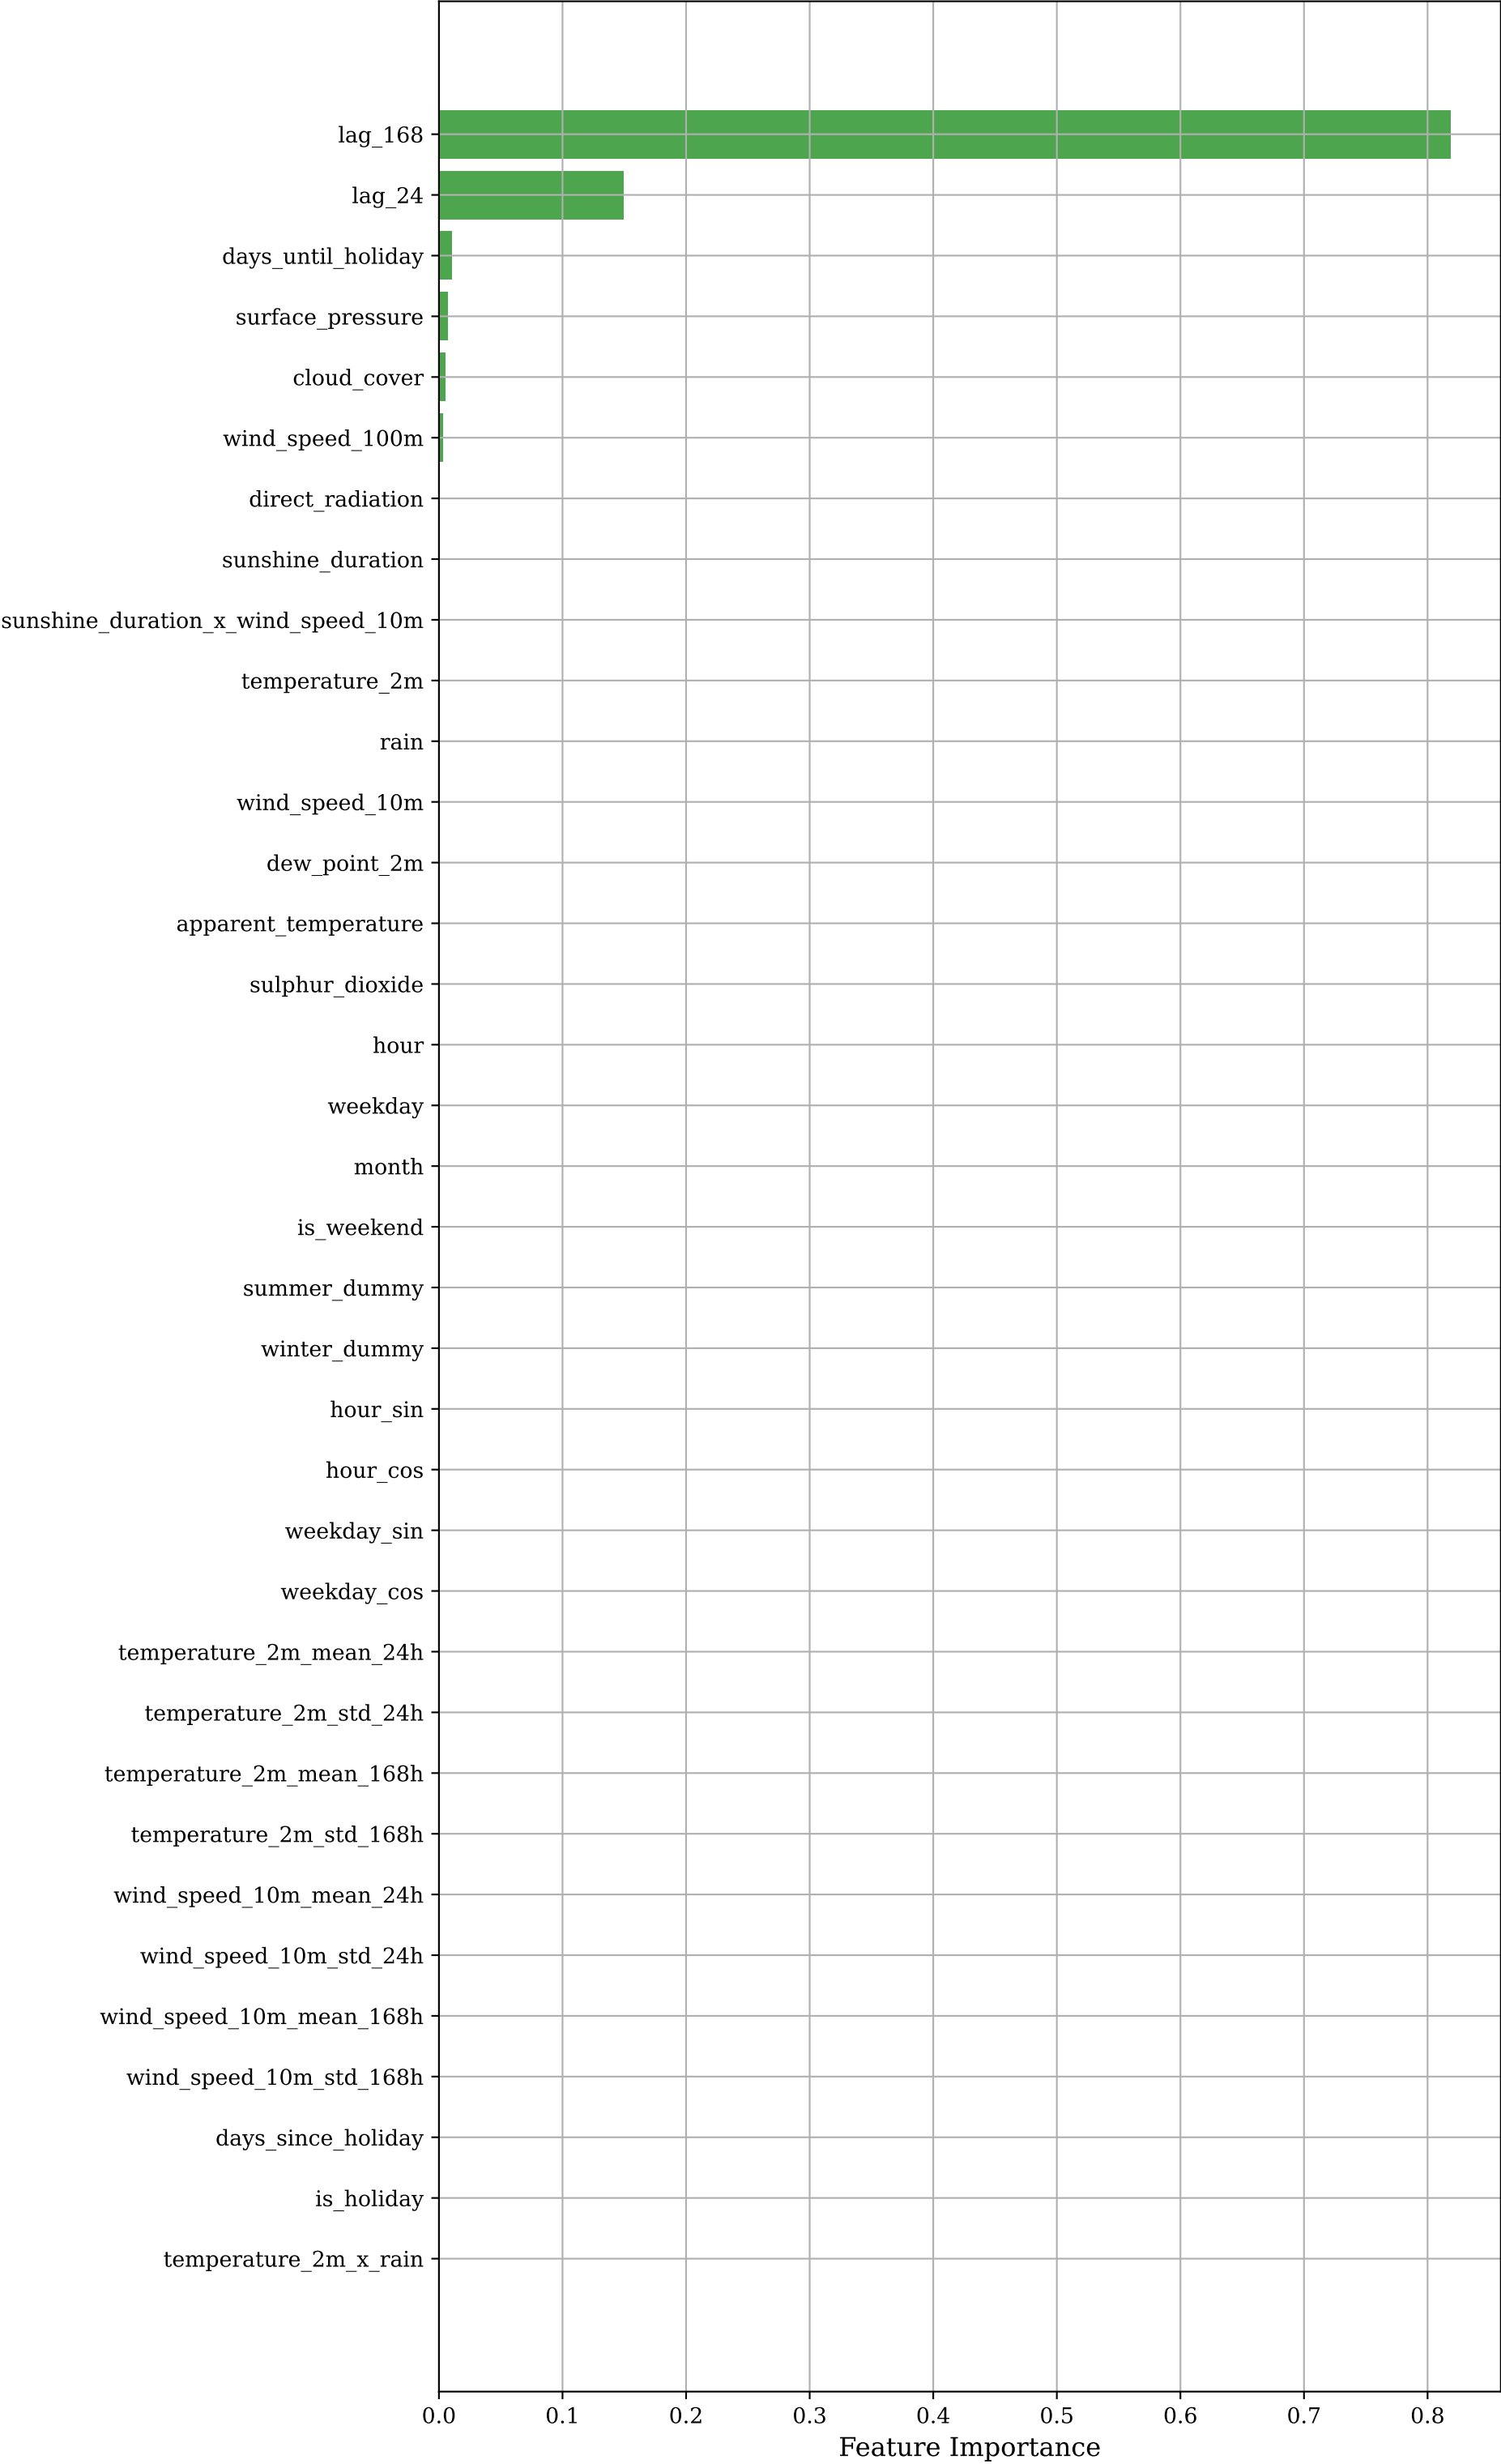 lag_168
lag_24
days_until_holiday
surface_pressure
cloud_cover
wind_speed_100m
direct_radiation
sunshine_duration
sunshine_duration_x_wind_speed_10m
temperature_2m
rain
wind_speed_10m
dew_point_2m
apparent_temperature
sulphur_dioxide
hour
weekday
month
is_weekend
summer_dummy
winter_dummy
hour_sin
hour_cos
weekday_sin
weekday_cos
temperature_2m_mean_24h
temperature_2m_std_24h
temperature_2m_mean_168h
temperature_2m_std_168h
wind_speed_10m_mean_24h
wind_speed_10m_std_24h
wind_speed_10m_mean_168h
wind_speed_10m_std_168h
days_since_holiday
is_holiday
temperature_2m_x_rain
0.0 0.1 0.2 0.3 0.4 0.5 0.6 0.7 0.8
Feature Importance